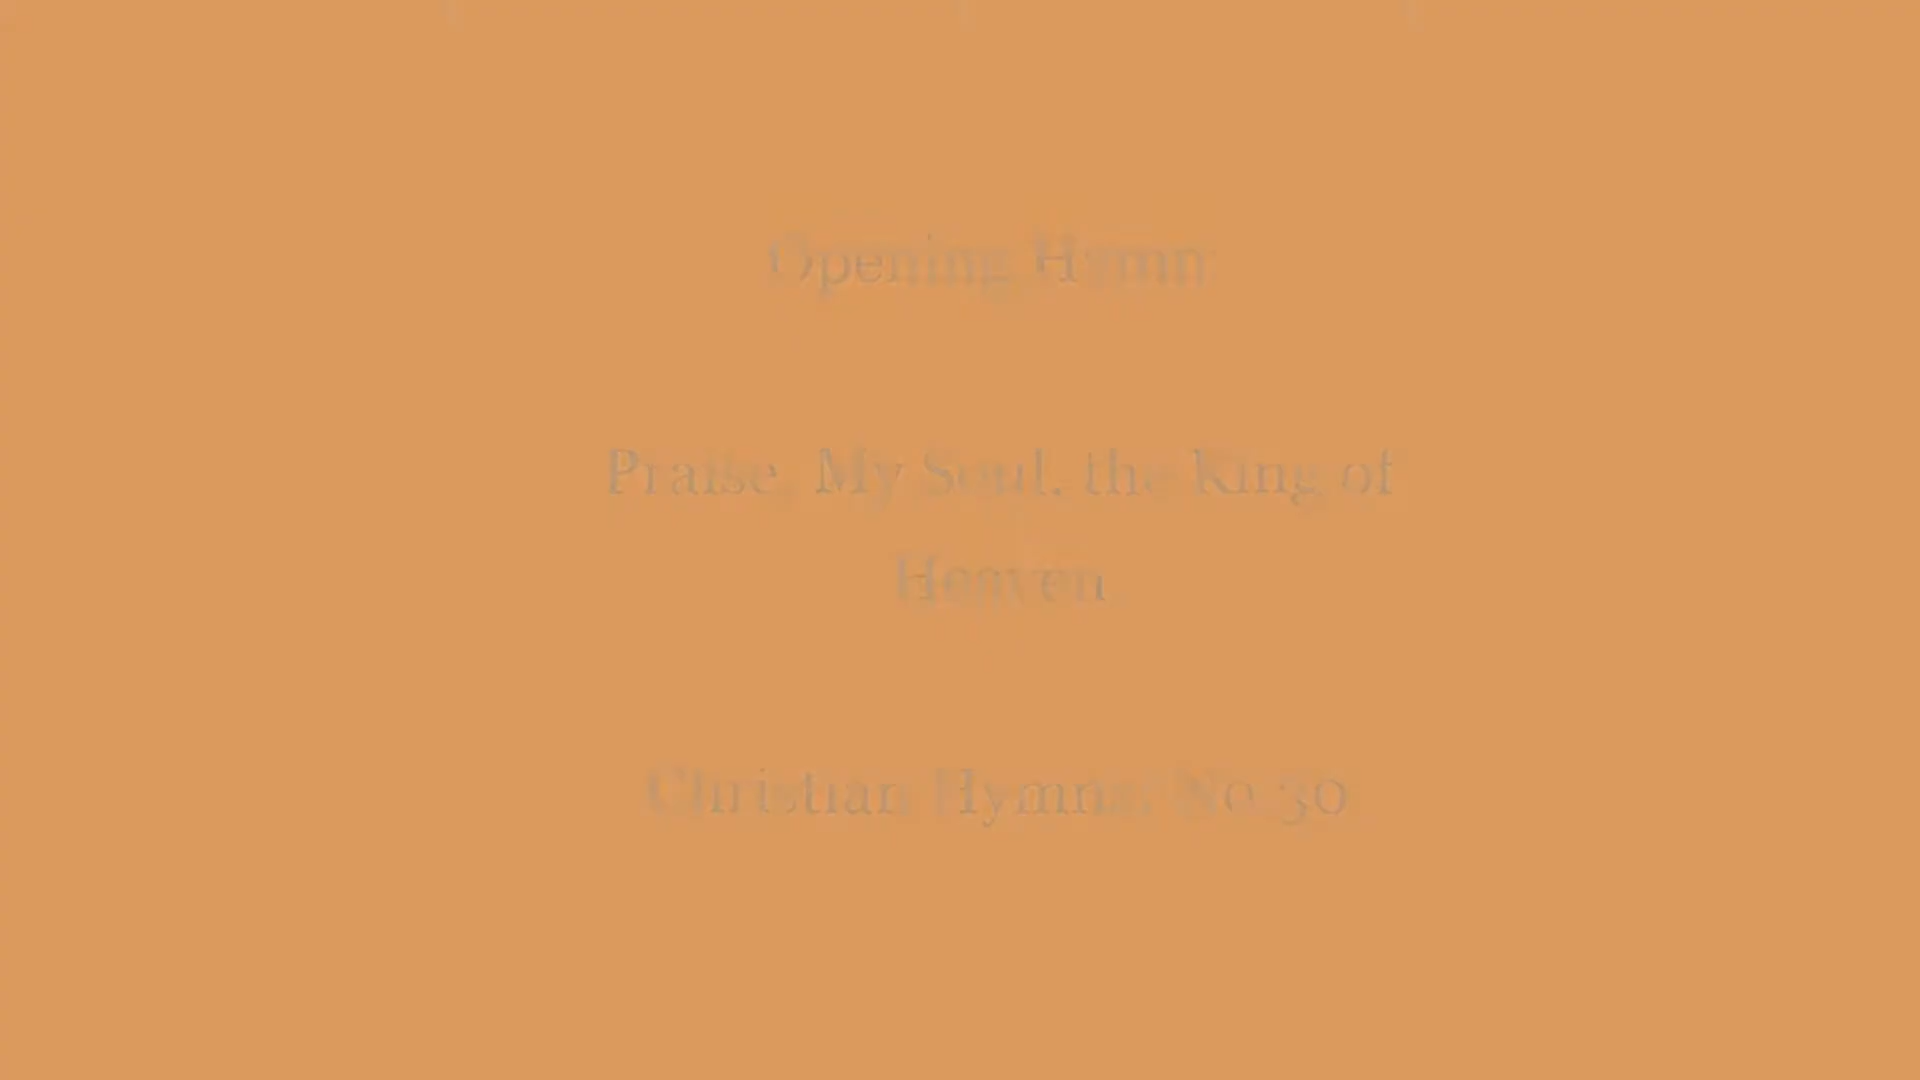 Opening Hymn
Praise, My Soul, the King of
Heaven
Christian Hymns, No.30